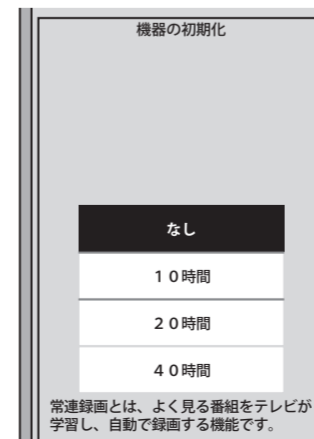 機器の初期化
なし
10時間
20時間
40時間
常連録画とは、よく見る番組をテレビが
学習し、自動で録画する機能です。